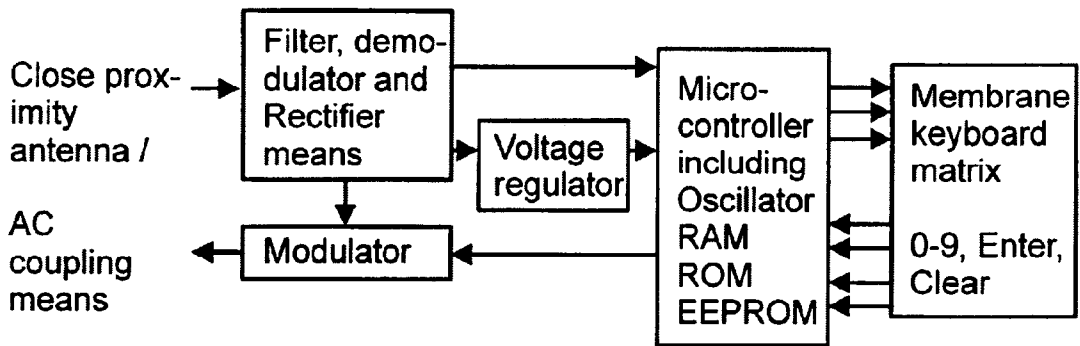 Close prox-
imity
antenna /
AC
coupling
means
Filter, demo-
dulator and
Rectifier
means
Voltage
regulator
Modulator
Micro-
controller
including
Oscillator
RAM
ROM
EEPROM
Membrane
keyboard
matrix
0-9, Enter,
Clear